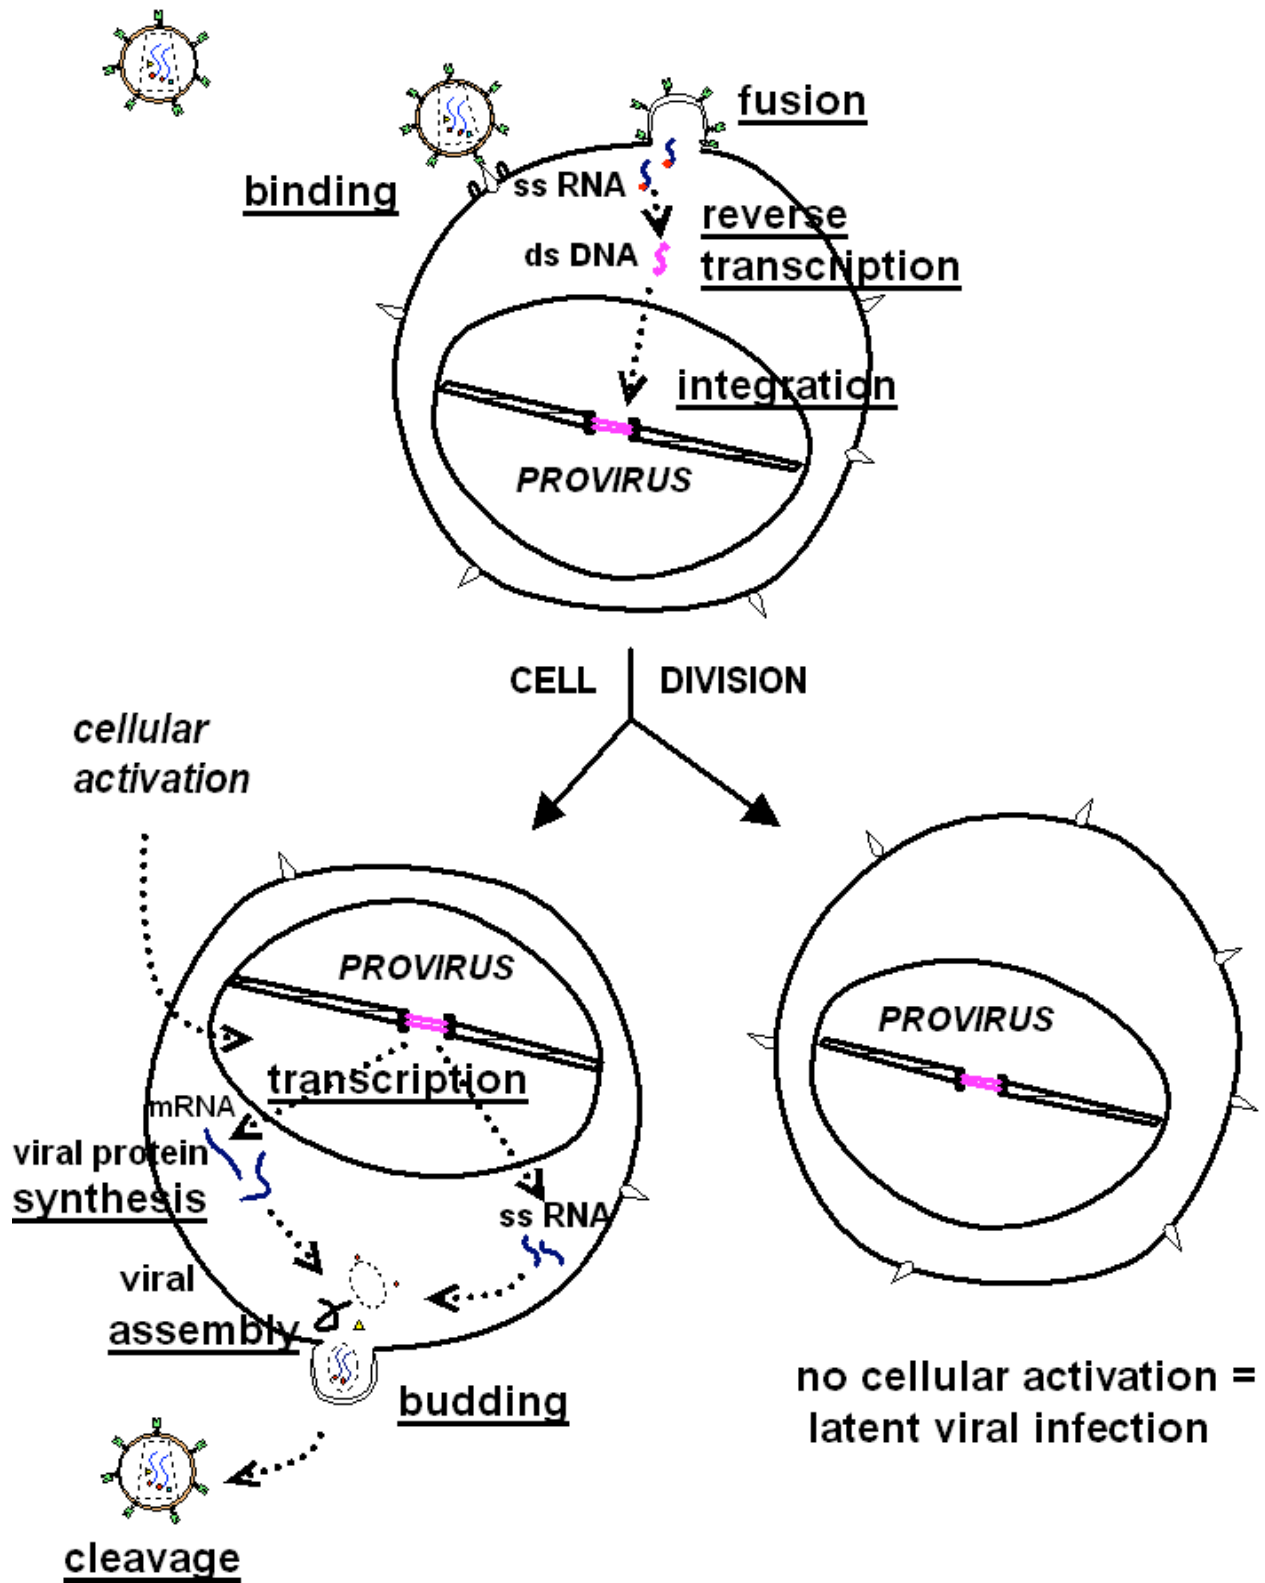 fusion
binding
ss RNA
reverse
ds DNA
transcription
integration
PROVIRUS
CELL DIVISION
cellular
activation
PROVIRUS
transcription
mRNA
viral protein
synthesis
ss RNA
viral
assembly
budding
cleavage
PROVIRUS
no cellular activation =
latent viral infection